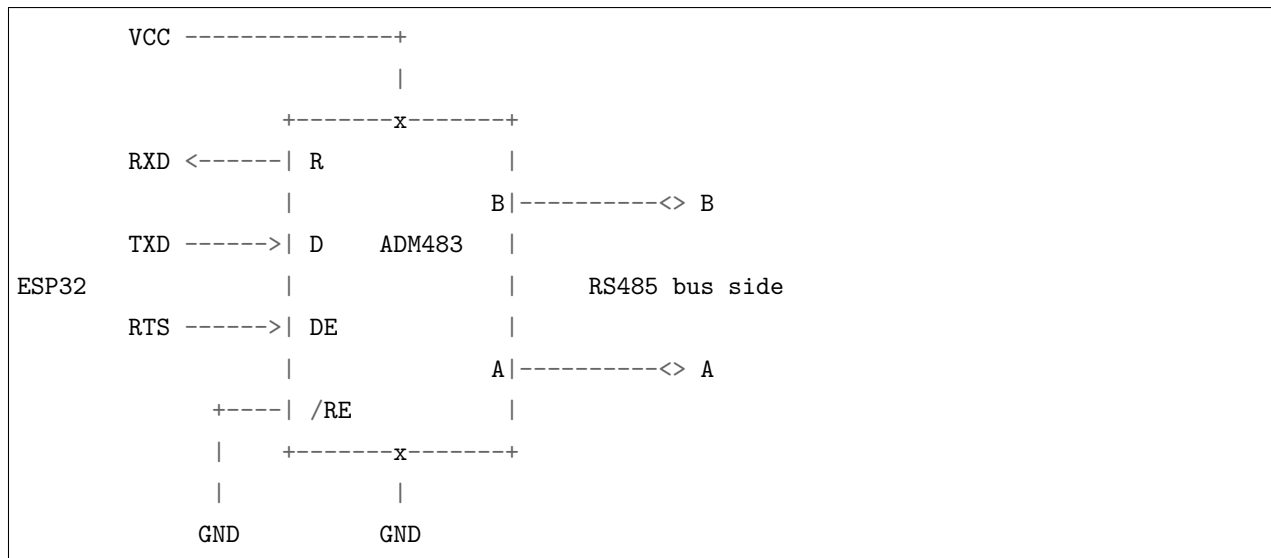 VCC ---------------+
|
+-------x-------+
RXD <------| R |
| B|----------<> B
TXD ------>| D ADM483 |
ESP32 | | RS485 bus side
RTS ------>| DE |
| A|----------<> A
+----| /RE |
| +-------x-------+
| |
GND GND